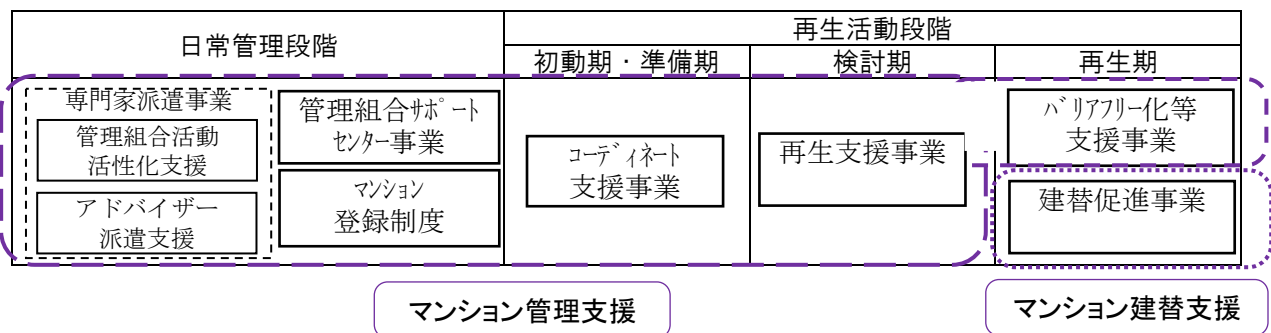 日常管理段階
再生活動段階
初動期・準備期
検討期
再生期
専門家派遣事業
管理組合活動
活性化支援
アドバイザー
派遣支援
管理組合ｻﾎﾟｰﾄ
ｾﾝﾀｰ事業
ﾏﾝｼｮﾝ
登録制度
ｺｰﾃﾞｨﾈｰﾄ
支援事業
再生支援事業
ﾊﾞﾘｱﾌﾘｰ化等
支援事業
建替促進事業
マンション管理支援
マンション建替支援